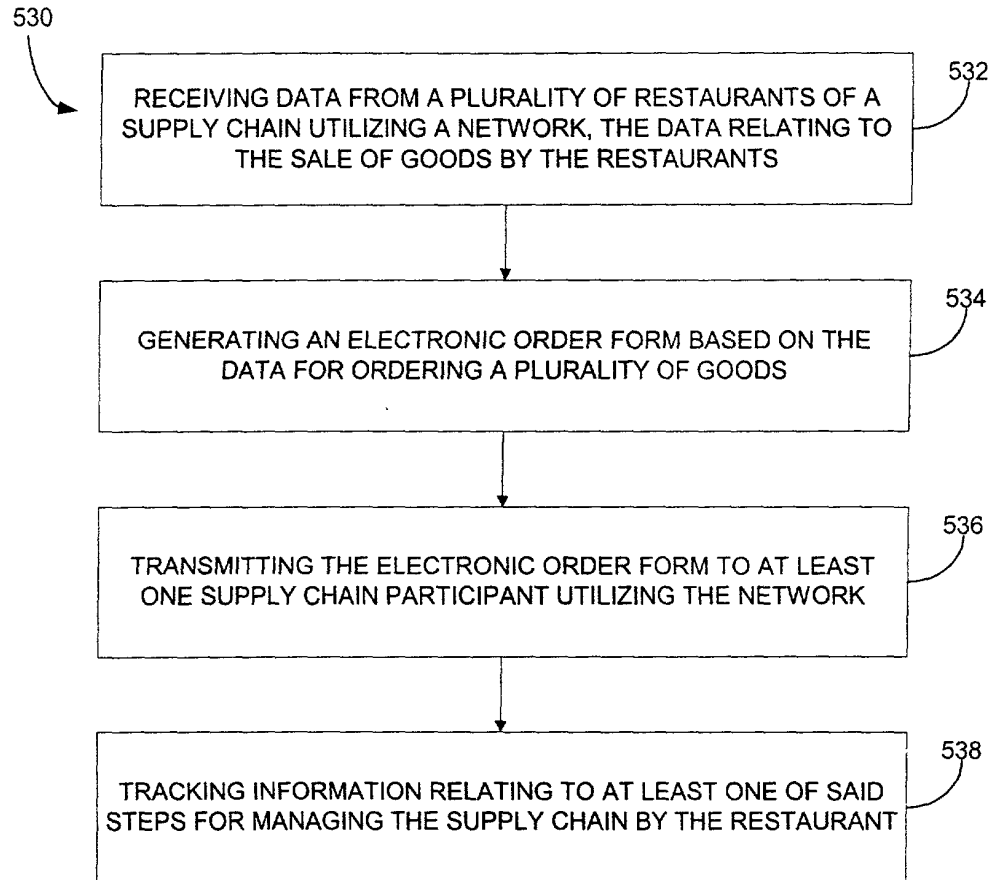 530
532
RECEIVING DATA FROM A PLURALITY OF RESTAURANTS OF A
SUPPLY CHAIN UTILIZING A NETWORK, THE DATA RELATING TO
THE SALE OF GOODS BY THE RESTAURANTS
534
GENERATING AN ELECTRONIC ORDER FORM BASED ON THE
DATA FOR ORDERING A PLURALITY OF GOODS
536
TRANSMITTING THE ELECTRONIC ORDER FORM TO AT LEAST
ONE SUPPLY CHAIN PARTICIPANT UTILIZING THE NETWORK
538
TRACKING INFORMATION RELATING TO AT LEAST ONE OF SAID
STEPS FOR MANAGING THE SUPPLY CHAIN BY THE RESTAURANT